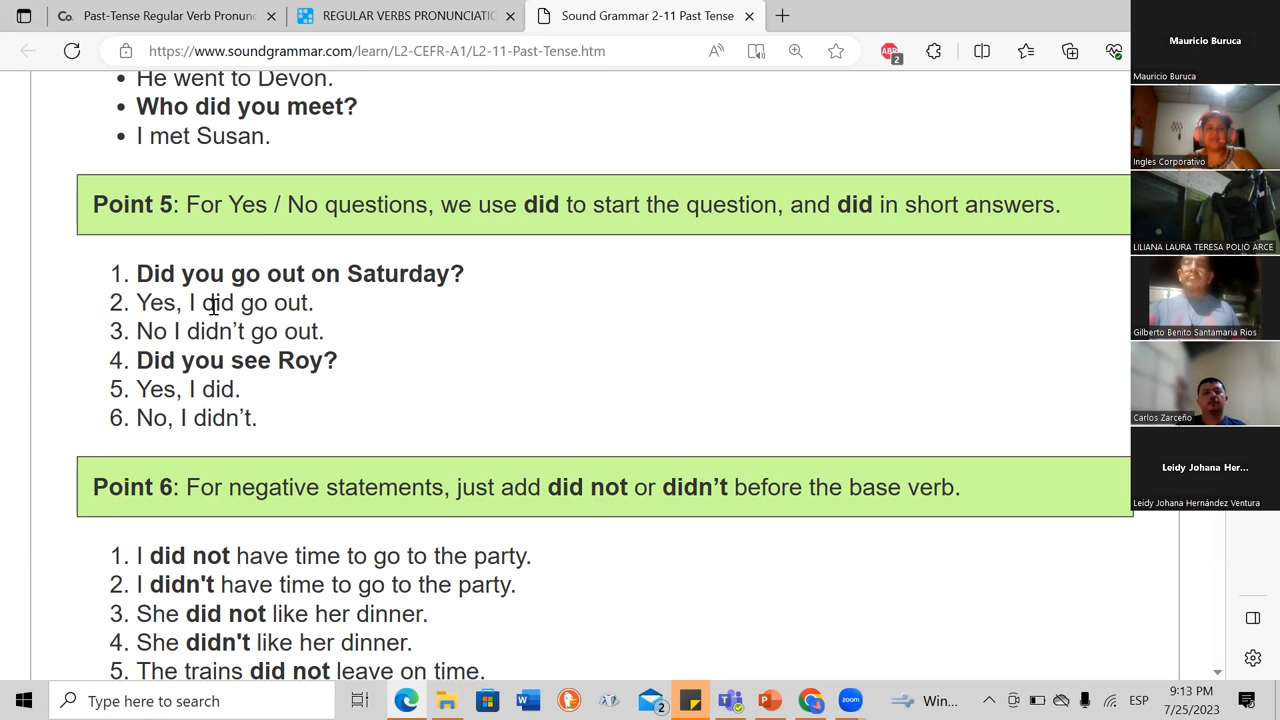 Past-Tense Regular Verb Pronunc
REGULAR VERBS PRONUNCIATIO
Sound Grammar 2-11 Past Tense
https://www.soundgrammar.com/learn/L2-CEFR-A1/L2-11-Past-Tense.htm
ABP
2
• He went to Devon.
• Who did you meet?
• I met Susan.
Point 5: For Yes / No questions, we use did to start the question, and did in short answers.
1. Did you go out on Saturday?
2. Yes, I did go out.
3. No I didn’t go out.
4. Did you see Roy?
5. Yes, I did.
6. No, I didn’t.
Point 6: For negative statements, just add did not or didn’t before the base verb.
1. I did not have time to go to the party.
2. I didn't have time to go to the party.
3. She did not like her dinner.
4. She didn't like her dinner.
5. The trains did not leave on time.
Mauricio Buruca
Mauricio Buruca
Ingles Corporativo
LILIANA LAURA TERESA POLIO ARCE
Gilberto Benito Santamaria Rios
Carlos Zarceño
Leidy Johana Her...
Leidy Johana Hernández Ventura
Type here to search
2
zoom
Win...
ESP
9:13 PM
7/25/2023